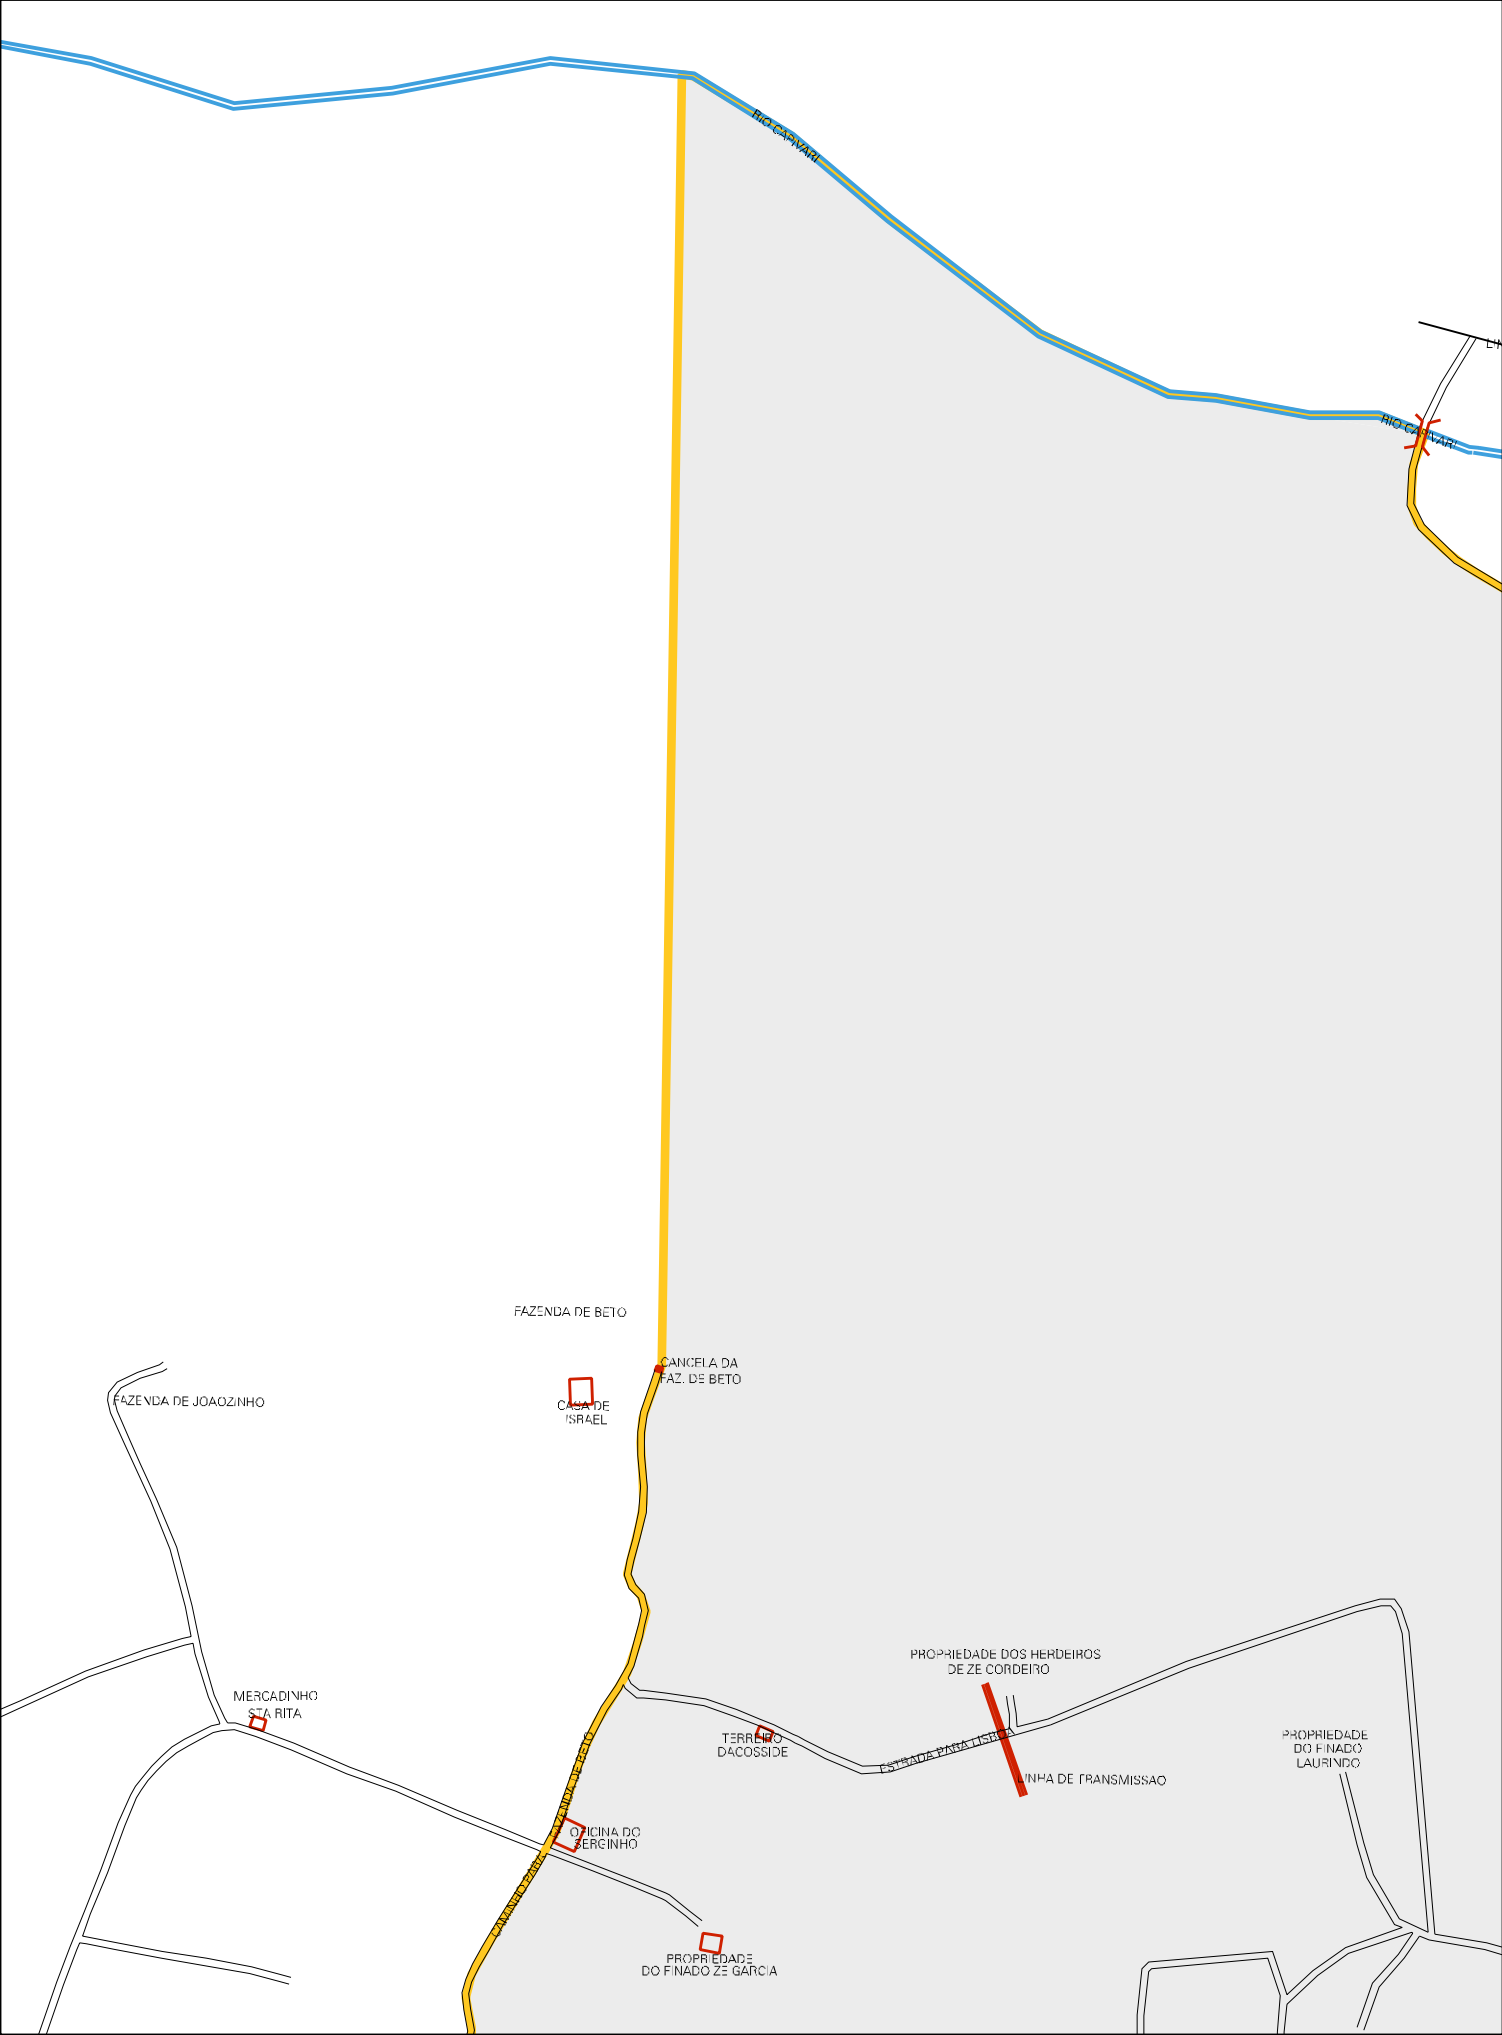 RIO CAPIVARI
RIO CAPIVARI
FAZENDA DE BETO
CANCELA DA
FAZ. DE BETO
FAZENDA DE JOAOZINHO
CASA DE
ISRAEL
PROPRIEDADE DOS HERDEIROS
DE ZE CORDEIRO
MERCADINHO
STA RITA
TERREIRO
DACOSSIDE
ESTRADA PARA LISBOA
PROPRIEDADE
DO FINADO
LAURINDO
LINHA DE TRANSMISSAO
CAMINHO PARA FAZENDA DE BETO
OFICINA DO
SERGINHO
PROPRIEDADE
DO FINADO ZE GARCIA